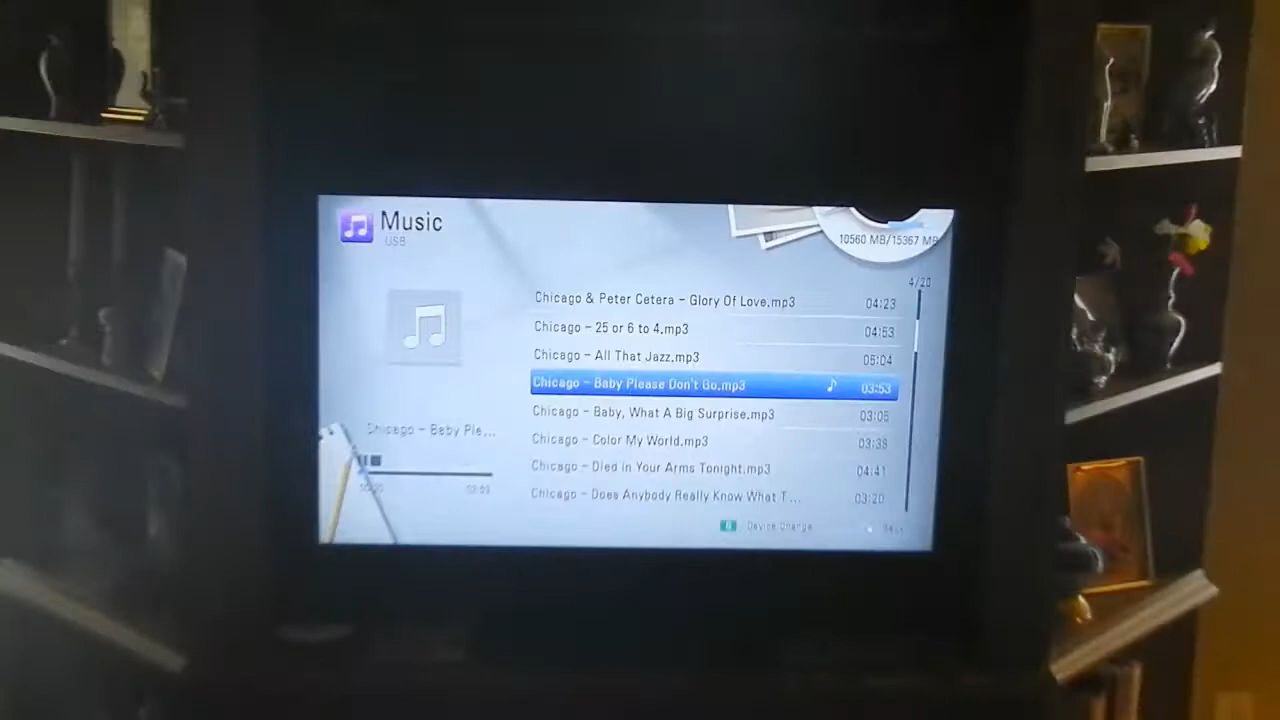 Music
USB
10560 MB/15367 MB
4/20
Chicago & Peter Cetera - Glory Of Love.mp3 04:23
Chicago - 25 or 6 to 4.mp3 04:53
Chicago - All That Jazz.mp3 05:04
Chicago - Baby Please Don't Go.mp3 03:53
Chicago - Baby, What A Big Surprise.mp3 03:05
Chicago - Color My World.mp3 03:38
Chicago - Died in Your Arms Tonight.mp3 04:41
Chicago - Does Anybody Really Know What T... 03:20
Chicago - Baby Ple...
Device Change